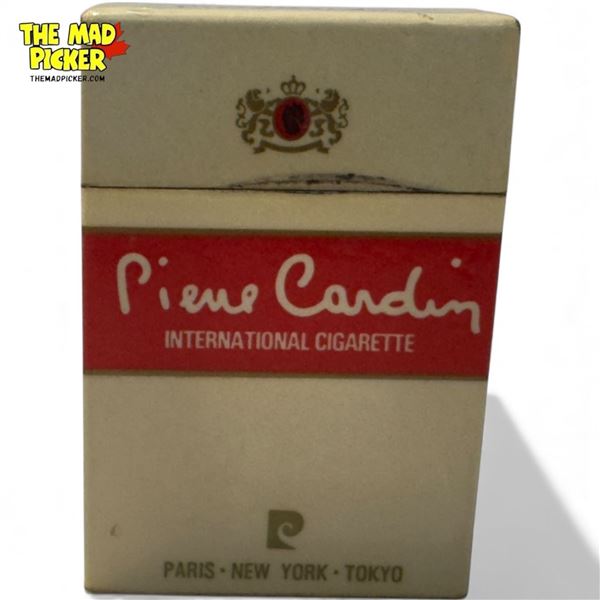 THE MAD
PICKER
THEMADPICKER.COM
Pierre Cardin
INTERNATIONAL CIGARETTE
PARIS · NEW YORK · TOKYO